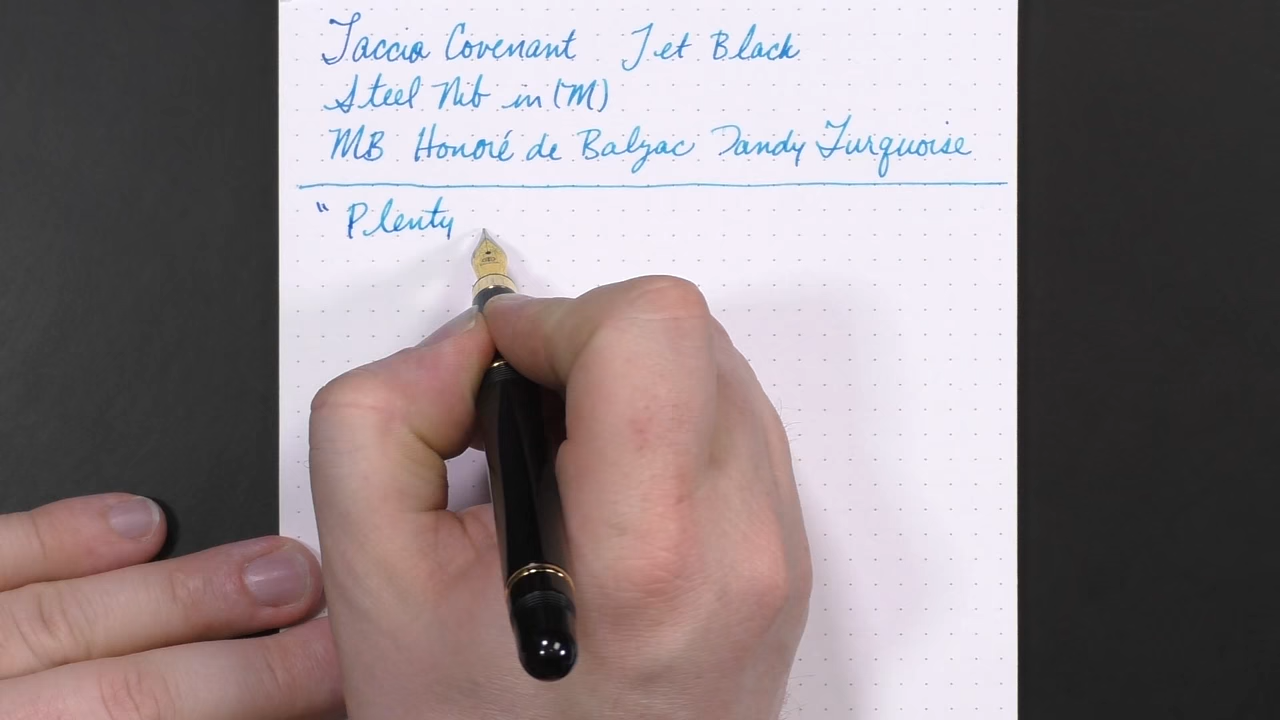 Taccia Covenant Jet Black
Steel Nib in (M)
MB Honoré de Balzac Dandy Turquoise
" Plenty